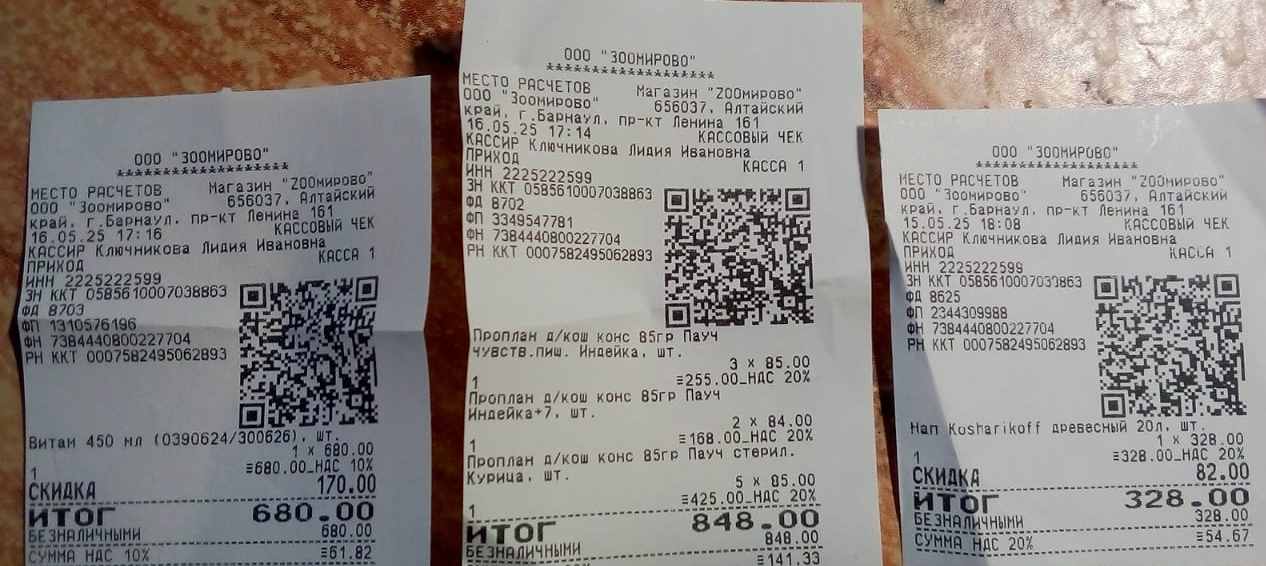 ООО "ЗООМИРОВО"
*******************
МЕСТО РАСЧЕТОВ Магазин "ZOOмирово"
ООО "Зоомирово" 656037, Алтайский
край, г.Барнаул, пр-кт Ленина 161
16.05.25 17:16 КАССОВЫЙ ЧЕК
КАССИР Ключникова Лидия Ивановна
ПРИХОД КАССА 1
ИНН 2225222599
ЗН ККТ 0585610007038863
ФД 8703
ФП 1310576196
ФН 7384440800227704
РН ККТ 0007582495062893
Витам 450 мл (0390624/300626), шт.
1 х 680.00
1 ≡680.00_НДС 10%
СКИДКА 170.00
ИТОГ 680.00
БЕЗНАЛИЧНЫМИ 680.00
СУММА НДС 10% ≡61.82
ООО "ЗООМИРОВО"
*******************
МЕСТО РАСЧЕТОВ Магазин "ZOOмирово"
ООО "Зоомирово" 656037, Алтайский
край, г.Барнаул, пр-кт Ленина 161
16.05.25 17:14 КАССОВЫЙ ЧЕК
КАССИР Ключникова Лидия Ивановна
ПРИХОД КАССА 1
ИНН 2225222599
ЗН ККТ 0585610007038863
ФД 8702
ФП 3349547781
ФН 7384440800227704
РН ККТ 0007582495062893
Проплан д/кош конс 85гр Пауч
чувств.пиш. Индейка, шт.
3 х 85.00
1 ≡255.00_НДС 20%
Проплан д/кош конс 85гр Пауч
Индейка+7, шт.
2 х 84.00
1 ≡168.00_НДС 20%
Проплан д/кош конс 85гр Пауч стерил.
Курица, шт.
5 х 85.00
1 ≡425.00_НДС 20%
ИТОГ 848.00
БЕЗНАЛИЧНЫМИ 848.00
≡141.33
ООО "ЗООМИРОВО"
*******************
МЕСТО РАСЧЕТОВ Магазин "ZOOмирово"
ООО "Зоомирово" 656037, Алтайский
край, г.Барнаул, пр-кт Ленина 161
15.05.25 18:08 КАССОВЫЙ ЧЕК
КАССИР Ключникова Лидия Ивановна
ПРИХОД КАССА 1
ИНН 2225222599
ЗН ККТ 0585610007038863
ФД 8625
ФП 2344309988
ФН 7384440800227704
РН ККТ 0007582495062893
Нап Kosharikoff древесный 20л, шт.
1 х 328.00
1 ≡328.00_НДС 20%
СКИДКА 82.00
ИТОГ 328.00
БЕЗНАЛИЧНЫМИ 328.00
СУММА НДС 20% ≡54.67